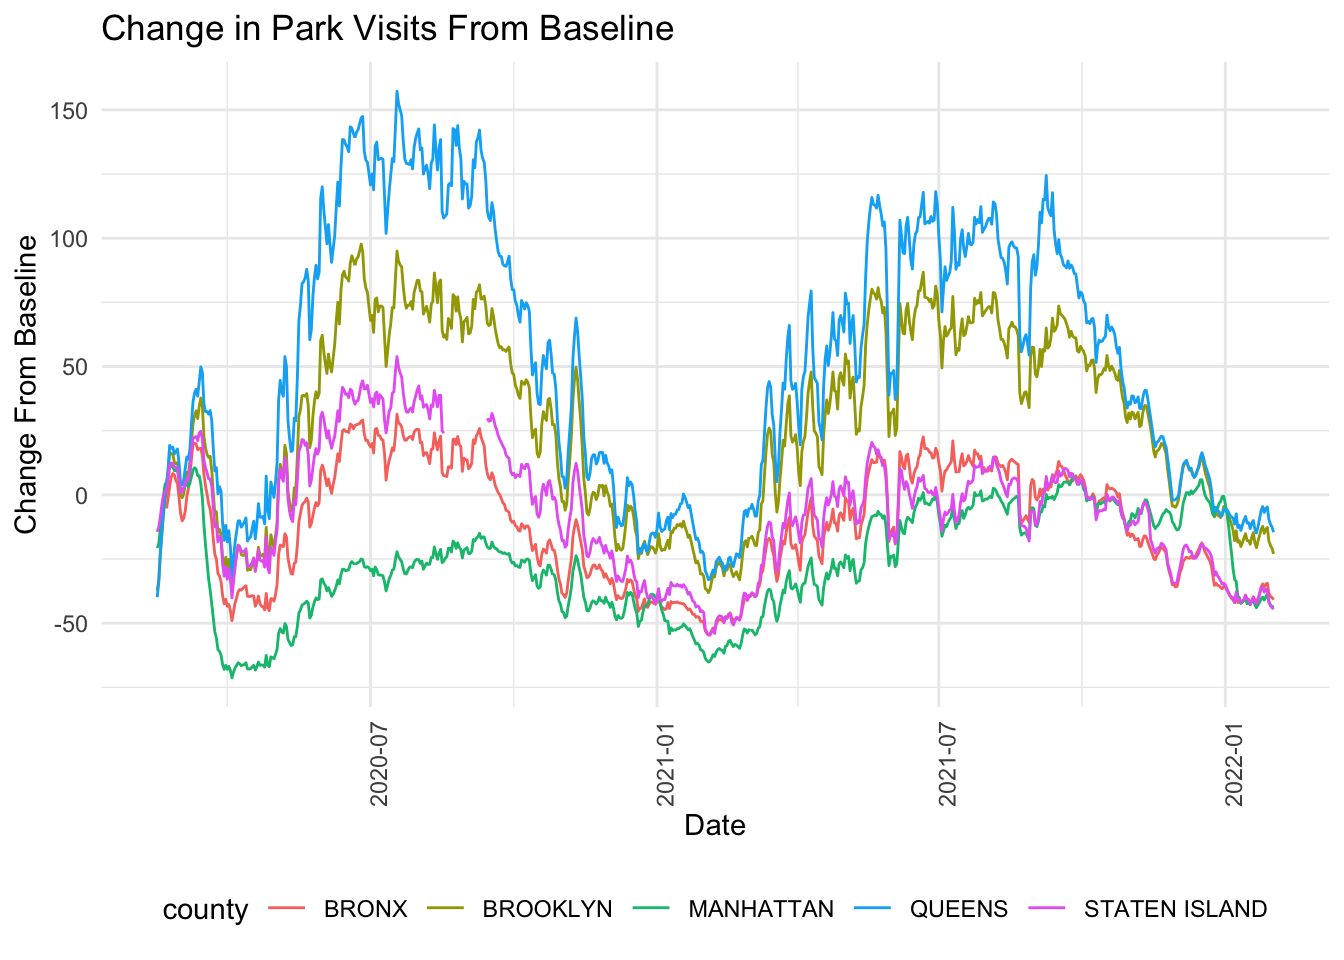 Change in Park Visits From Baseline
Change From Baseline
150
100
50
0
-50
2020-07
2021-01
2021-07
2022-01
Date
county BRONX BROOKLYN MANHATTAN QUEENS STATEN ISLAND